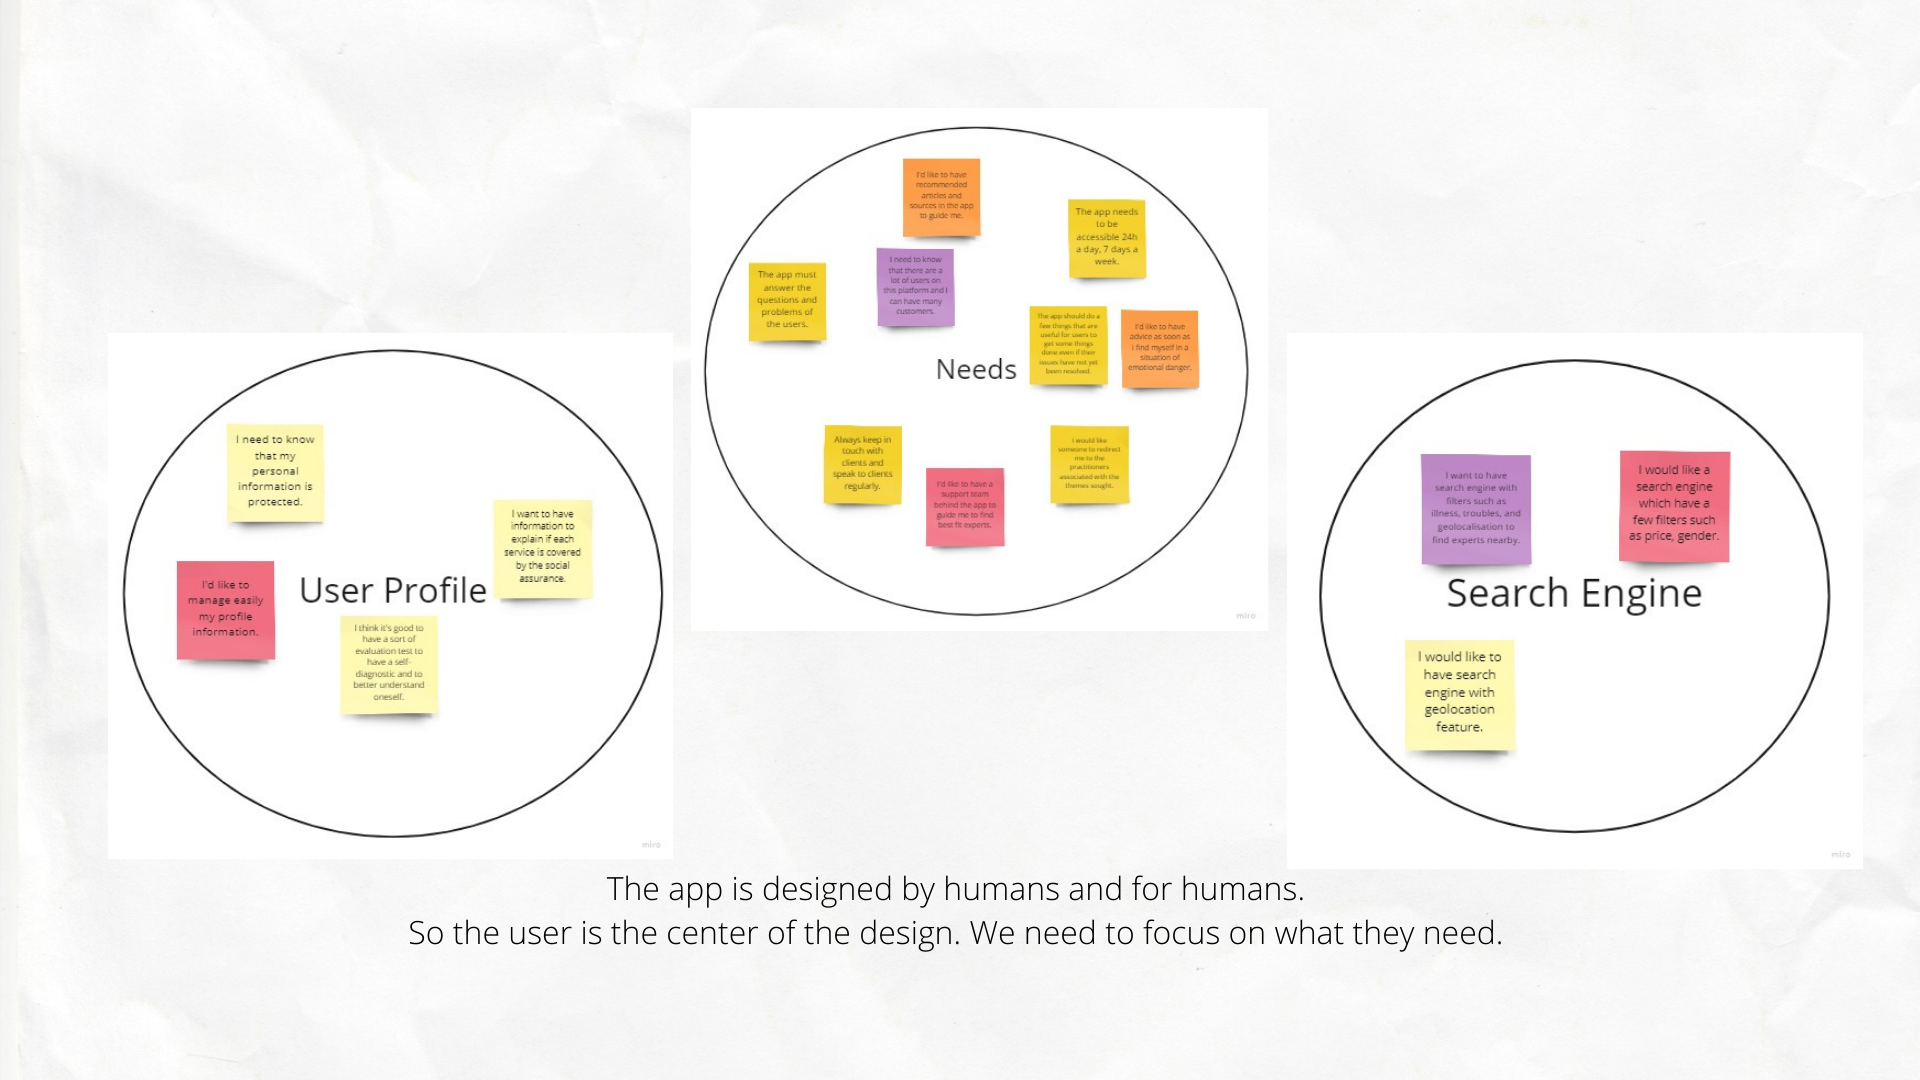 I need to know
that my
personal
information is
protected.
I want to have
information to
explain if each
service is covered
by the social
assurance.
I'd like to
manage easily
my profile
information.
User Profile
I think it's good to
have a sort of
evaluation test to
have a self-
diagnostic and to
better understand
oneself.
miro
I'd like to have
recommended
articles and
sources in the app
to guide me.
The app needs
to be
accessible 24h
a day, 7 days a
week.
The app must
answer the
questions and
problems of
the users.
I need to know
that there are a
lot of users on
this platform and I
can have many
customers.
The app should do a
few things that are
useful for users to
get some things
done even if their
issues have not yet
been resolved.
I'd like to have
advice as soon as
I find myself in a
situation of
emotional danger.
Needs
Always keep in
touch with
clients and
speak to clients
regularly.
I'd like to have a
support team
behind the app to
guide me to find
best fit experts.
I would like
someone to redirect
me to the
practitioners
associated with the
themes sought.
miro
I want to have
search engine with
filters such as
illness, troubles, and
geolocalisation to
find experts nearby.
I would like a
search engine
which have a
few filters such
as price, gender.
Search Engine
I would like to
have search
engine with
geolocation
feature.
miro
The app is designed by humans and for humans.
So the user is the center of the design. We need to focus on what they need.